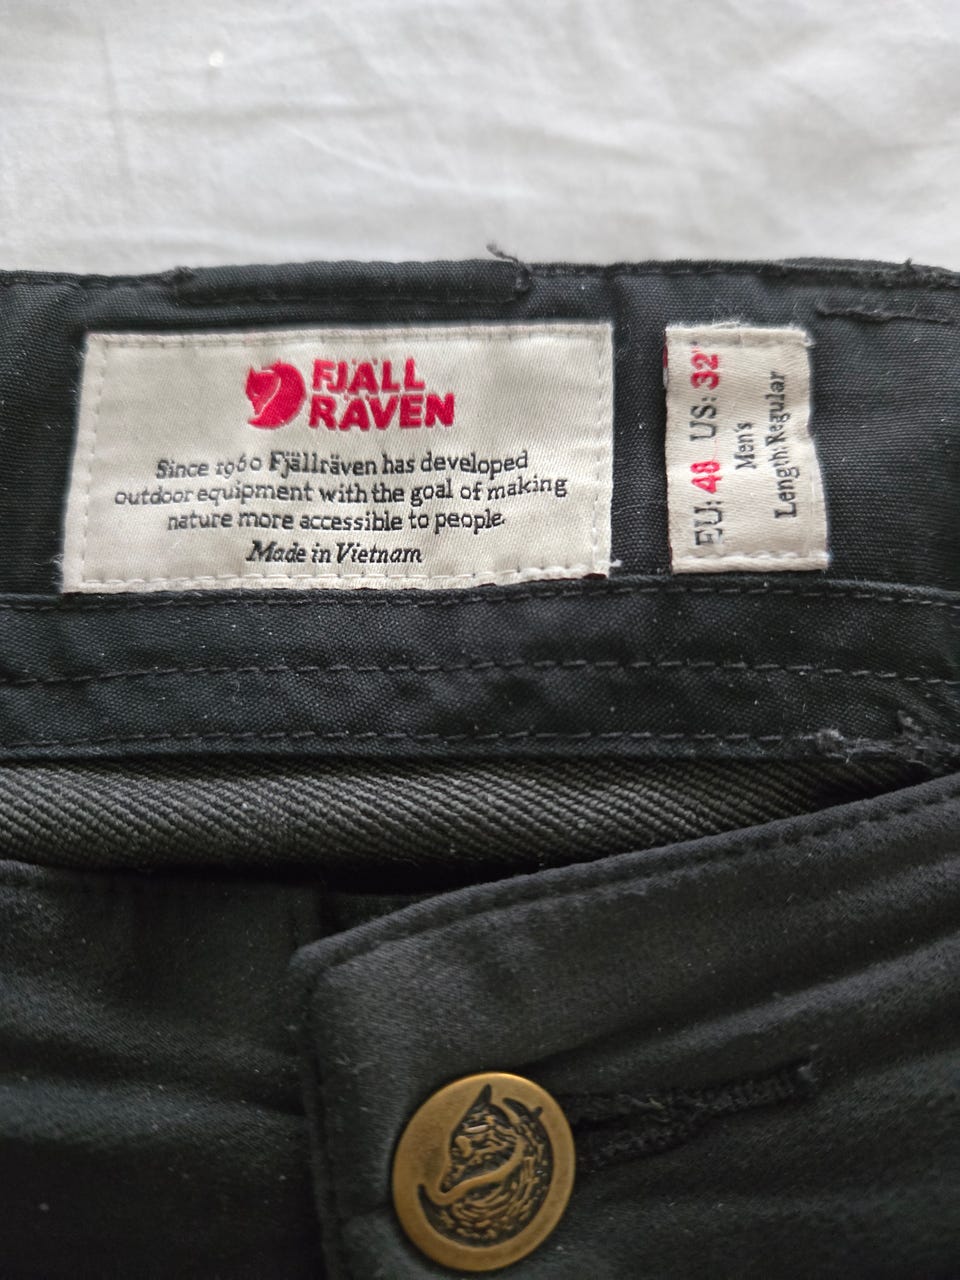 FJÄLL
RÄVEN
Since 1960 Fjällräven has developed
outdoor equipment with the goal of making
nature more accessible to people.
Made in Vietnam
EU: 48 US: 32"
Men's
Length: Regular